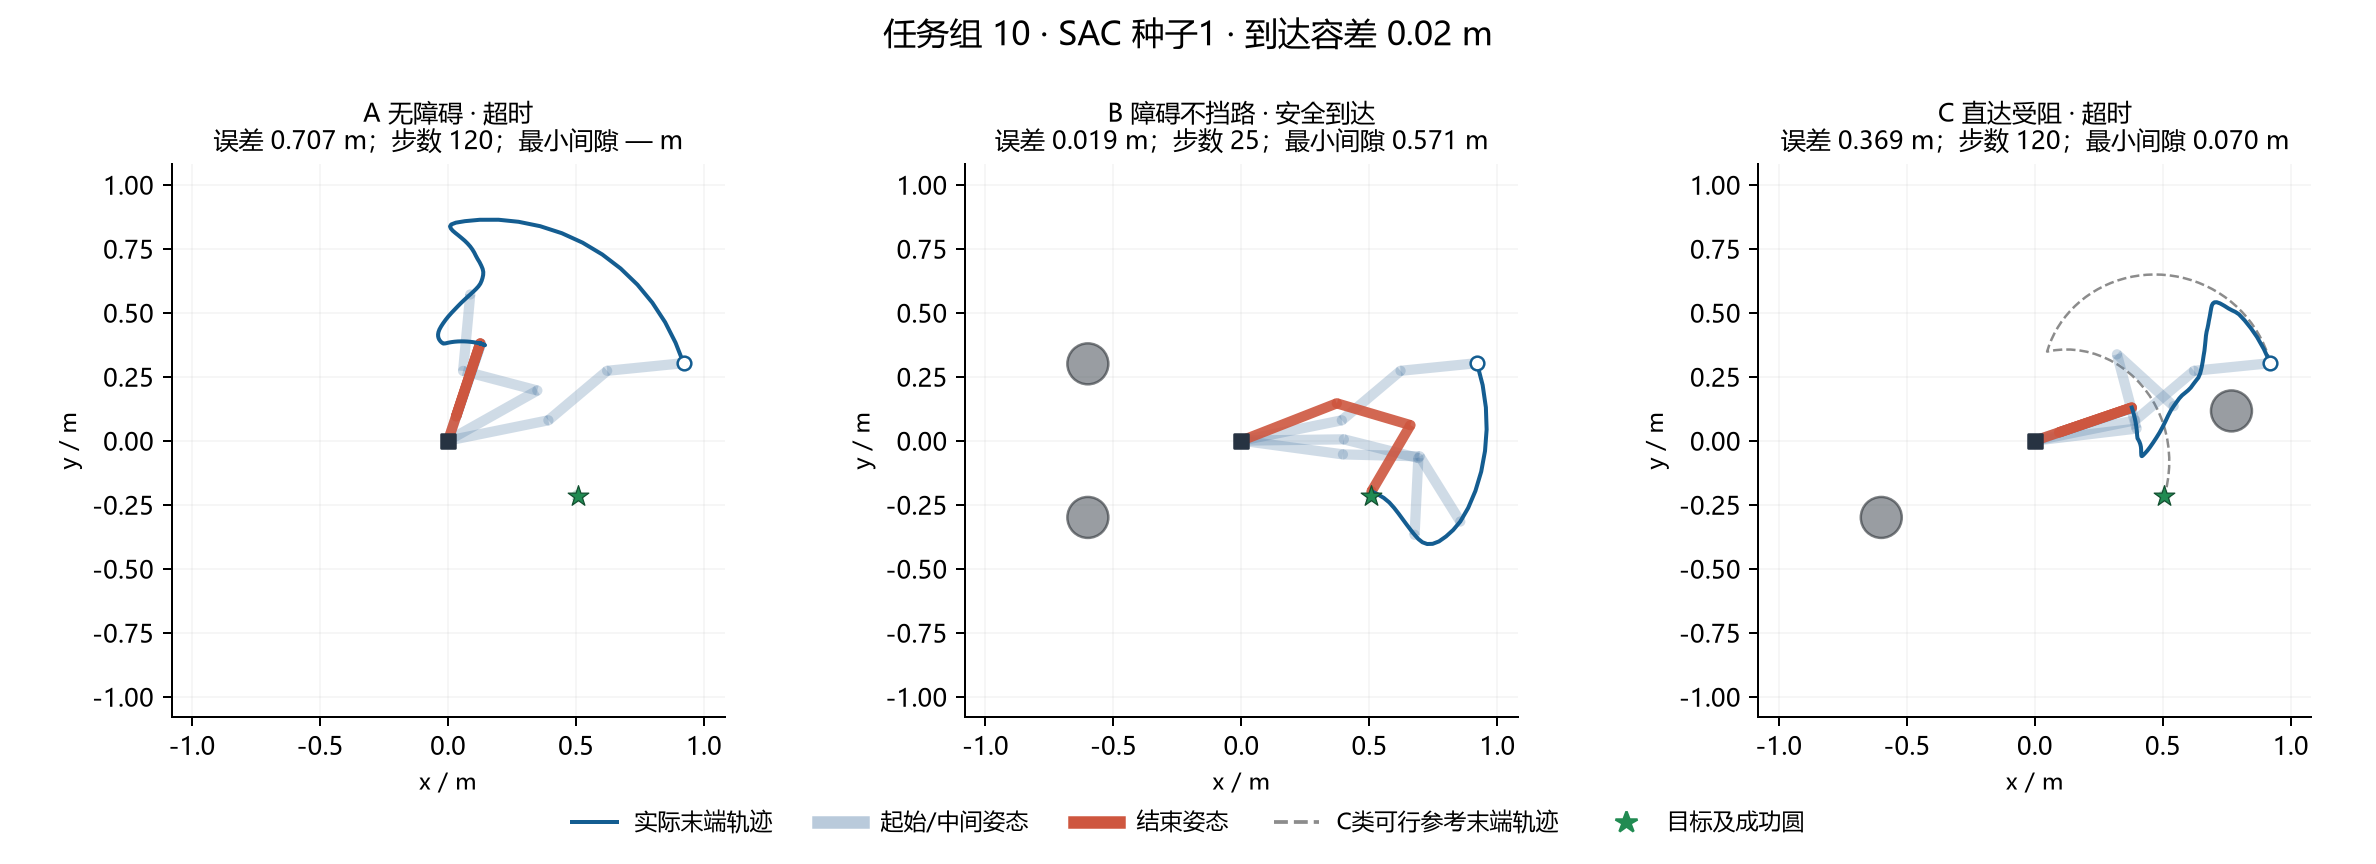 任务组 10 · SAC 种子1 · 到达容差 0.02 m
A 无障碍 · 超时
误差 0.707 m；步数 120；最小间隙 — m
1.00
0.75
0.50
0.25
0.00
-0.25
-0.50
-0.75
-1.00
y / m
-1.0
-0.5
0.0
0.5
1.0
x / m
B 障碍不挡路 · 安全到达
误差 0.019 m；步数 25；最小间隙 0.571 m
1.00
0.75
0.50
0.25
0.00
-0.25
-0.50
-0.75
-1.00
y / m
-1.0
-0.5
0.0
0.5
1.0
x / m
C 直达受阻 · 超时
误差 0.369 m；步数 120；最小间隙 0.070 m
1.00
0.75
0.50
0.25
0.00
-0.25
-0.50
-0.75
-1.00
y / m
-1.0
-0.5
0.0
0.5
1.0
x / m
实际末端轨迹
起始/中间姿态
结束姿态
C类可行参考末端轨迹
目标及成功圆